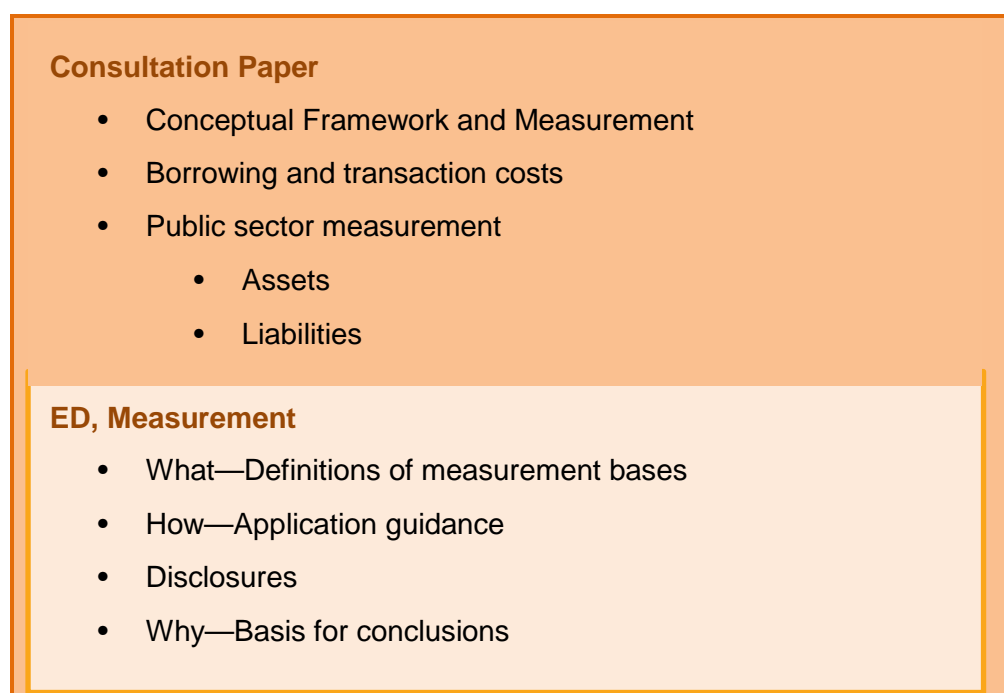 Consultation Paper
• Conceptual Framework and Measurement
• Borrowing and transaction costs
• Public sector measurement
• Assets
• Liabilities
ED, Measurement
• What—Definitions of measurement bases
• How—Application guidance
• Disclosures
• Why—Basis for conclusions